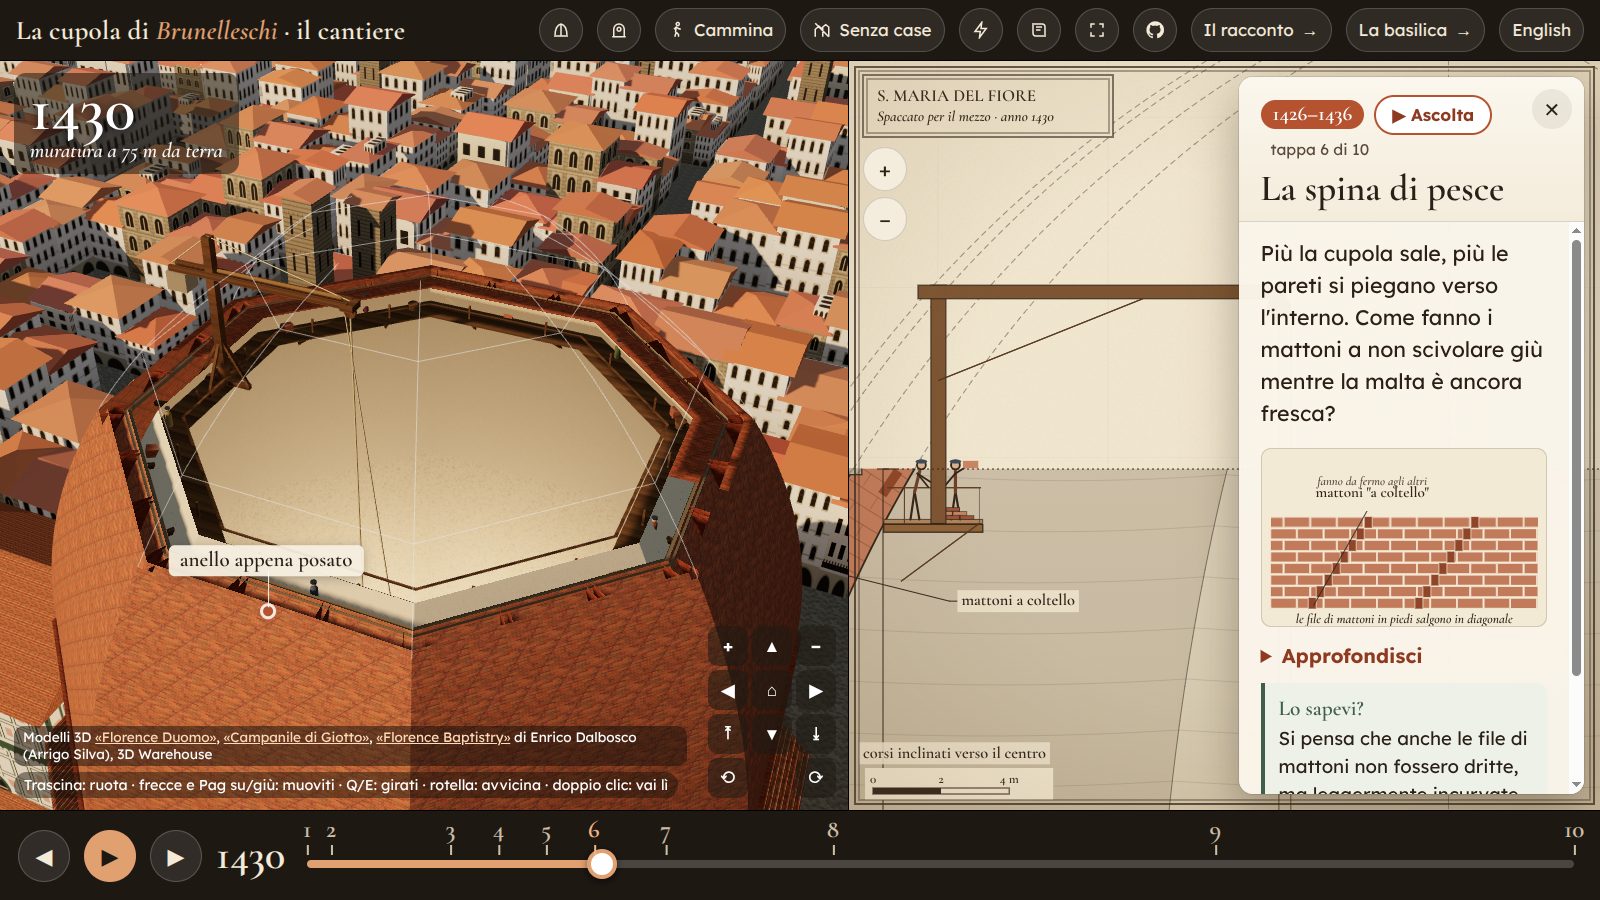 La cupola di Brunelleschi · il cantiere
Cammina
Senza case
Il racconto →
La basilica →
English
1430
muratura a 75 m da terra
anello appena posato
Modelli 3D «Florence Duomo», «Campanile di Giotto», «Florence Baptistry» di Enrico Dalbosco
(Arrigo Silva), 3D Warehouse
Trascina: ruota · frecce e Pag su/giù: muoviti · Q/E: girati · rotella: avvicina · doppio clic: vai lì
S. MARIA DEL FIORE
Spaccato per il mezzo · anno 1430
mattoni a coltello
corsi inclinati verso il centro
0 2 4 m
1426–1436
▶ Ascolta
tappa 6 di 10
La spina di pesce
Più la cupola sale, più le
pareti si piegano verso
l'interno. Come fanno i
mattoni a non scivolare giù
mentre la malta è ancora
fresca?
fanno da fermo agli altri
mattoni "a coltello"
le file di mattoni in piedi salgono in diagonale
▶ Approfondisci
Lo sapevi?
Si pensa che anche le file di
mattoni non fossero dritte,
ma leggermente incurvate
1430
1 2 3 4 5 6 7 8 9 10